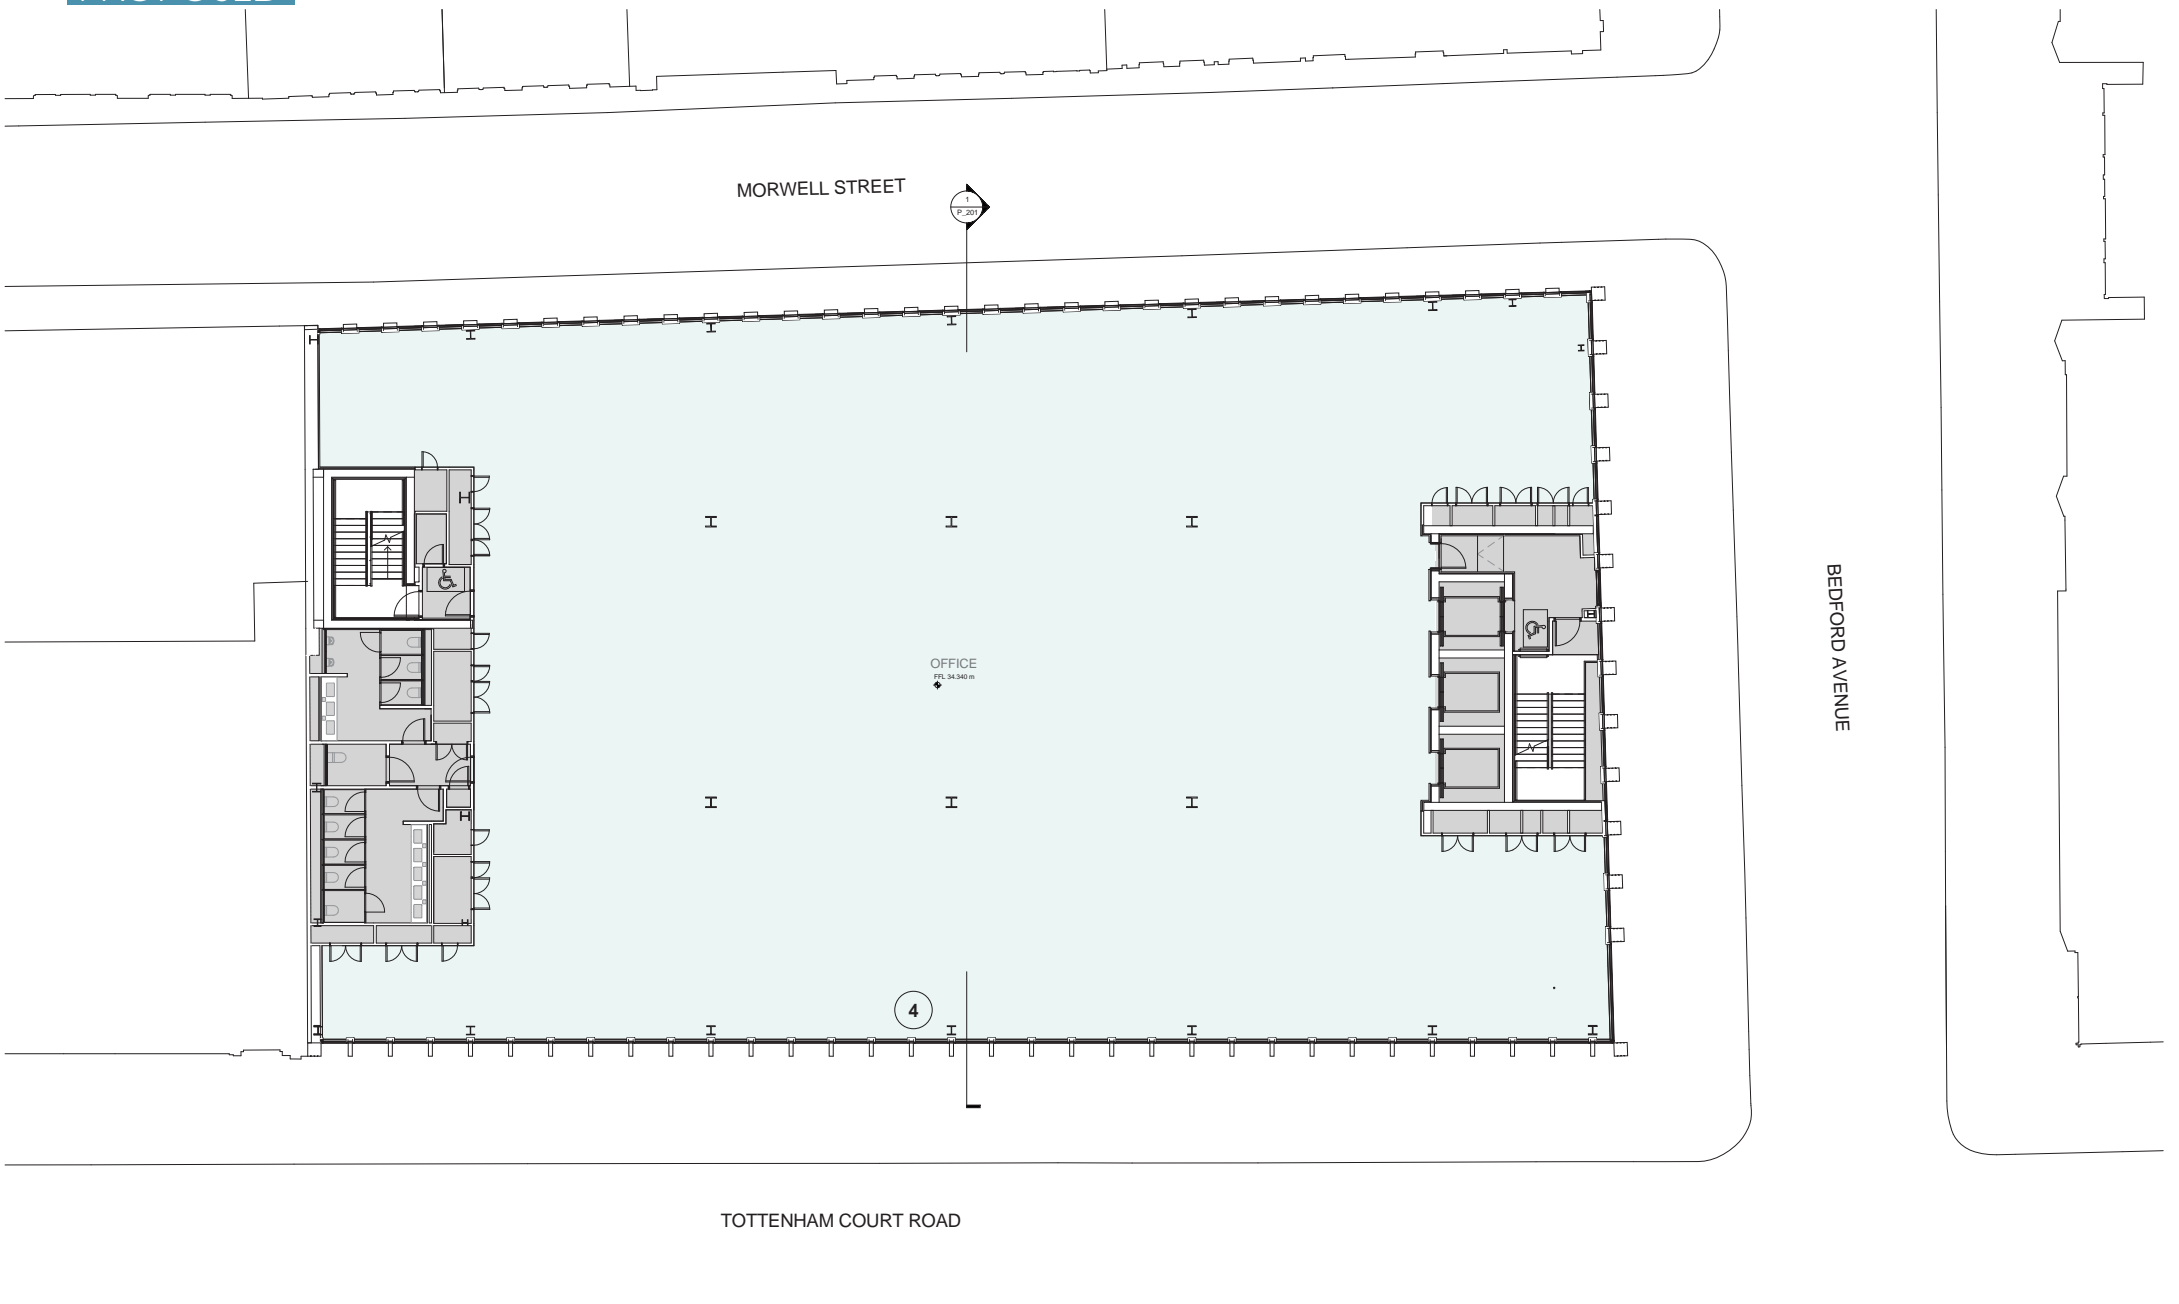 MORWELL STREET
1
P_201
BEDFORD AVENUE
OFFICE
FFL 34.340 m
4
TOTTENHAM COURT ROAD